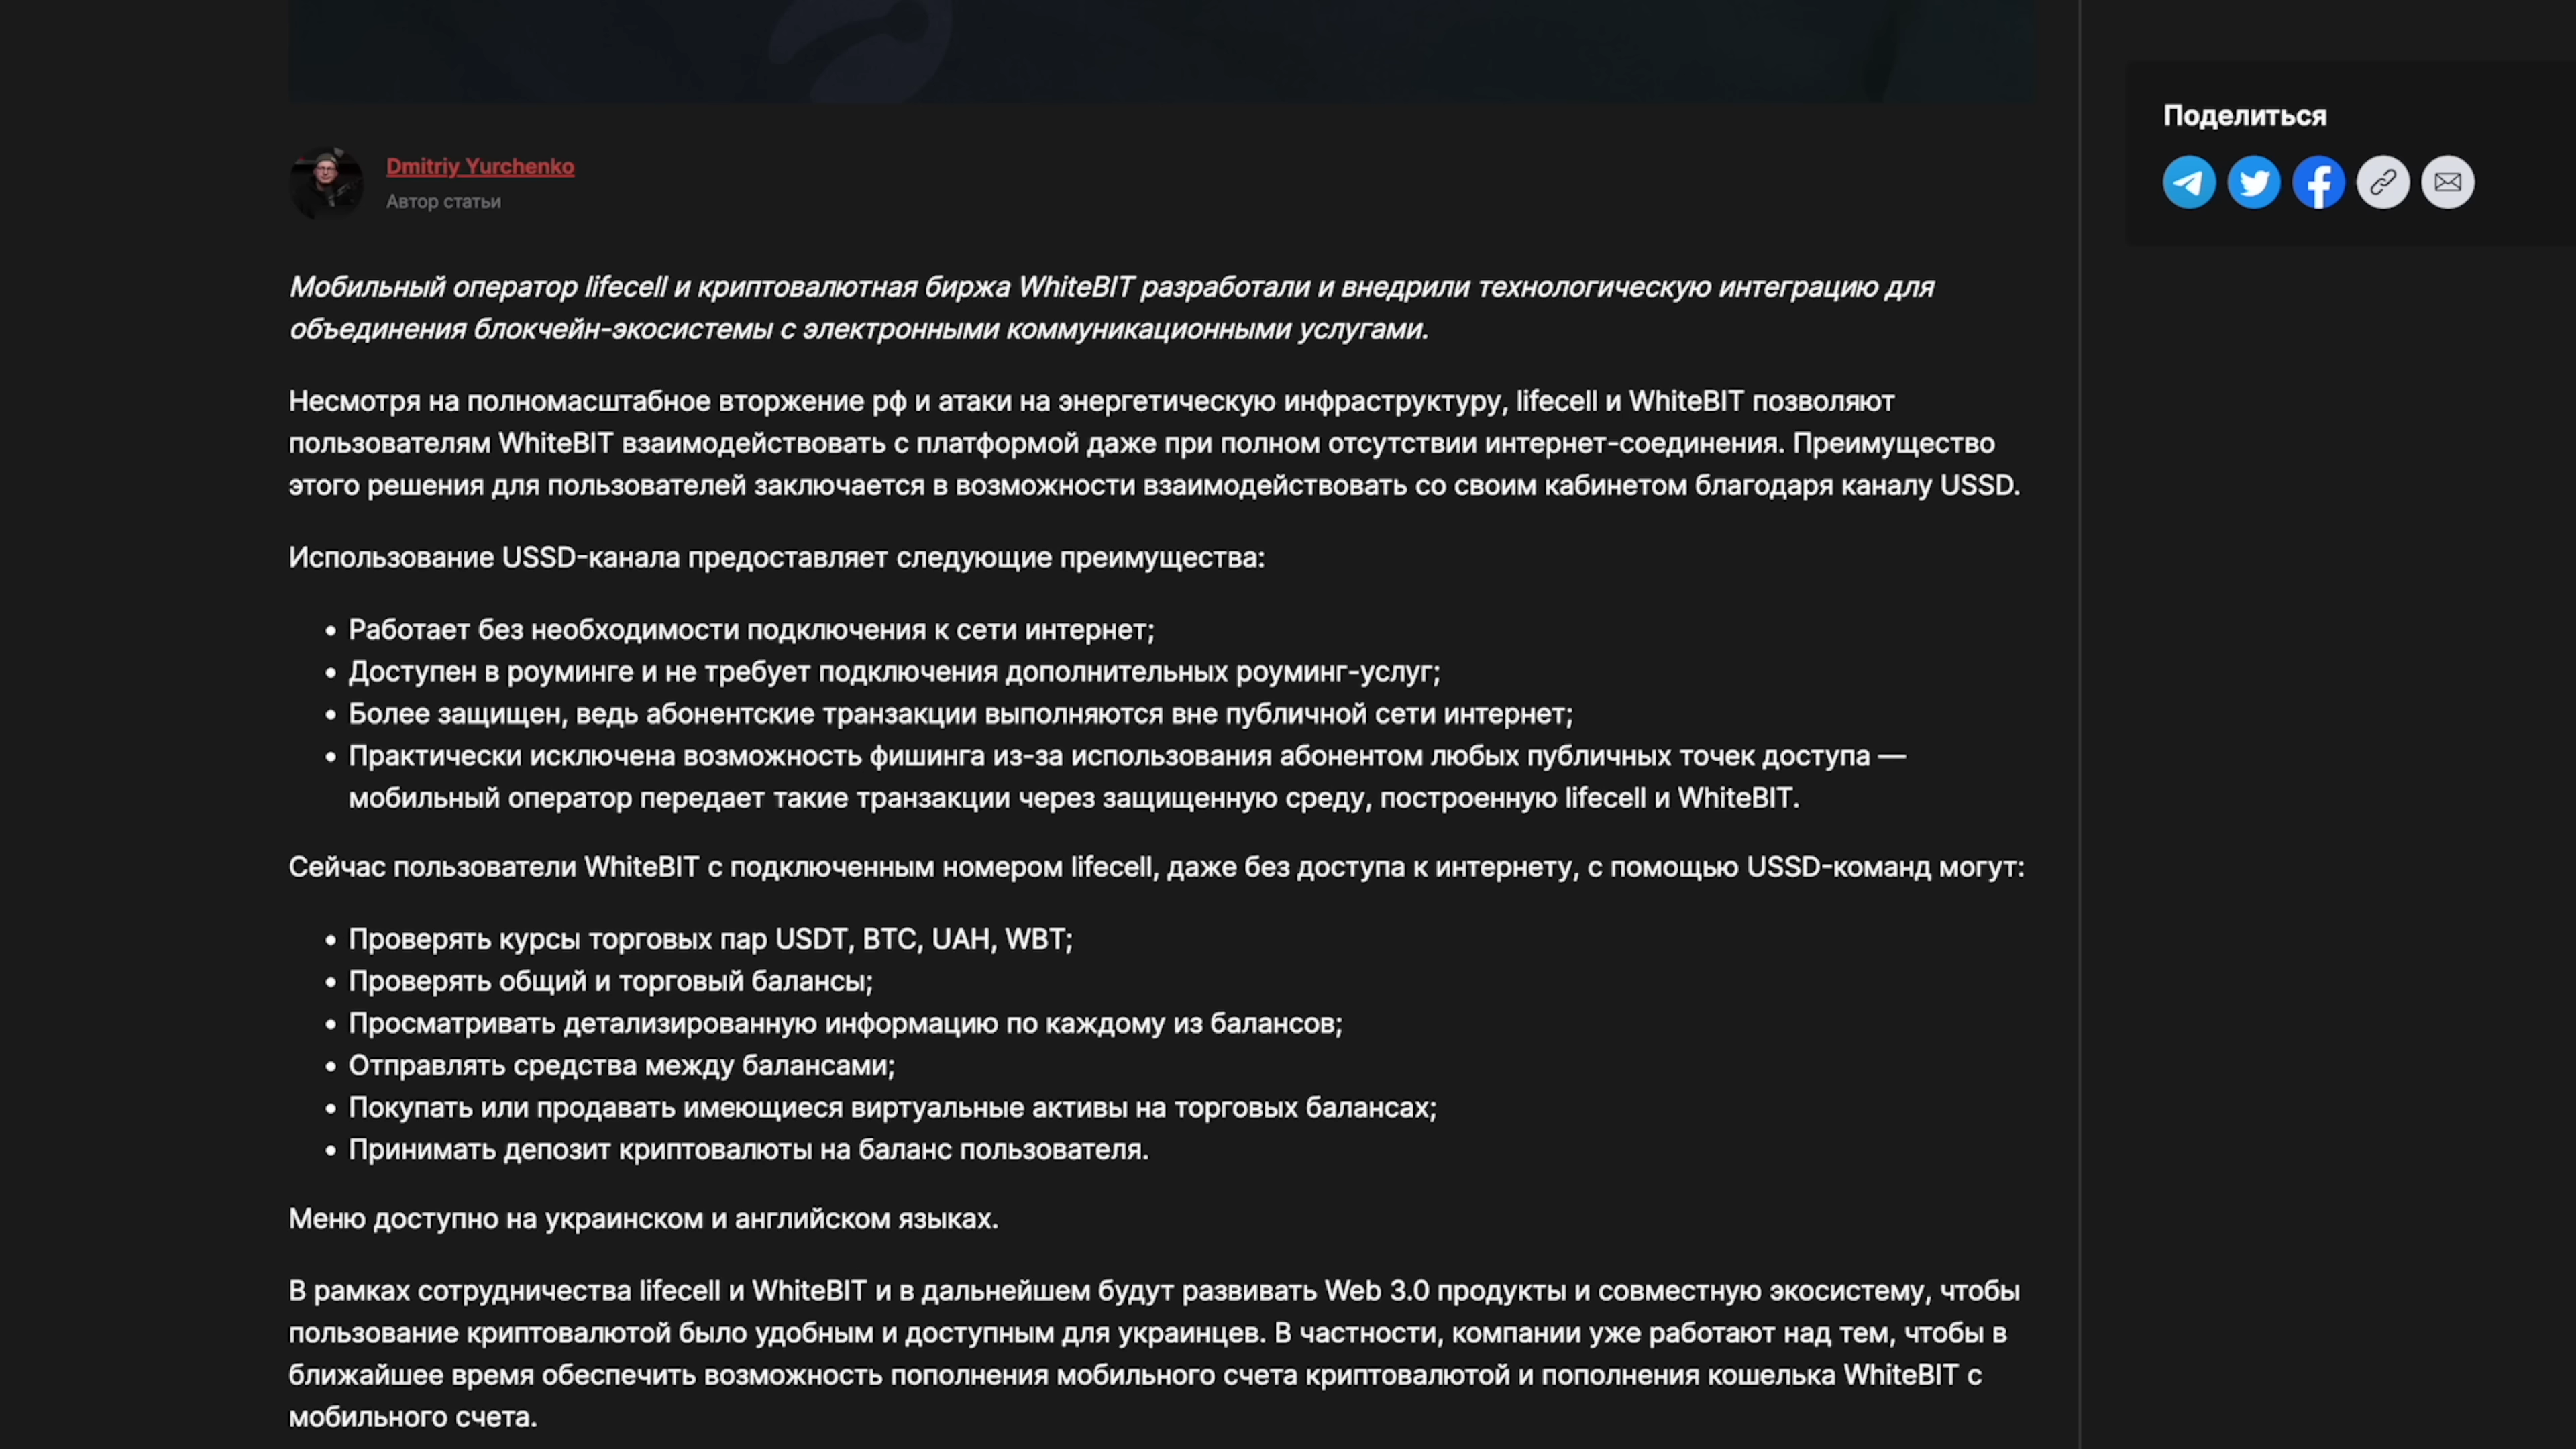 Поделиться
Dmitriy Yurchenko
Автор статьи
Мобильный оператор lifecell и криптовалютная биржа WhiteBIT разработали и внедрили технологическую интеграцию для
объединения блокчейн-экосистемы с электронными коммуникационными услугами.
Несмотря на полномасштабное вторжение рф и атаки на энергетическую инфраструктуру, lifecell и WhiteBIT позволяют
пользователям WhiteBIT взаимодействовать с платформой даже при полном отсутствии интернет-соединения. Преимущество
этого решения для пользователей заключается в возможности взаимодействовать со своим кабинетом благодаря каналу USSD.
Использование USSD-канала предоставляет следующие преимущества:
• Работает без необходимости подключения к сети интернет;
• Доступен в роуминге и не требует подключения дополнительных роуминг-услуг;
• Более защищен, ведь абонентские транзакции выполняются вне публичной сети интернет;
• Практически исключена возможность фишинга из-за использования абонентом любых публичных точек доступа —
мобильный оператор передает такие транзакции через защищенную среду, построенную lifecell и WhiteBIT.
Сейчас пользователи WhiteBIT с подключенным номером lifecell, даже без доступа к интернету, с помощью USSD-команд могут:
• Проверять курсы торговых пар USDT, BTC, UAH, WBT;
• Проверять общий и торговый балансы;
• Просматривать детализированную информацию по каждому из балансов;
• Отправлять средства между балансами;
• Покупать или продавать имеющиеся виртуальные активы на торговых балансах;
• Принимать депозит криптовалюты на баланс пользователя.
Меню доступно на украинском и английском языках.
В рамках сотрудничества lifecell и WhiteBIT и в дальнейшем будут развивать Web 3.0 продукты и совместную экосистему, чтобы
пользование криптовалютой было удобным и доступным для украинцев. В частности, компании уже работают над тем, чтобы в
ближайшее время обеспечить возможность пополнения мобильного счета криптовалютой и пополнения кошелька WhiteBIT с
мобильного счета.